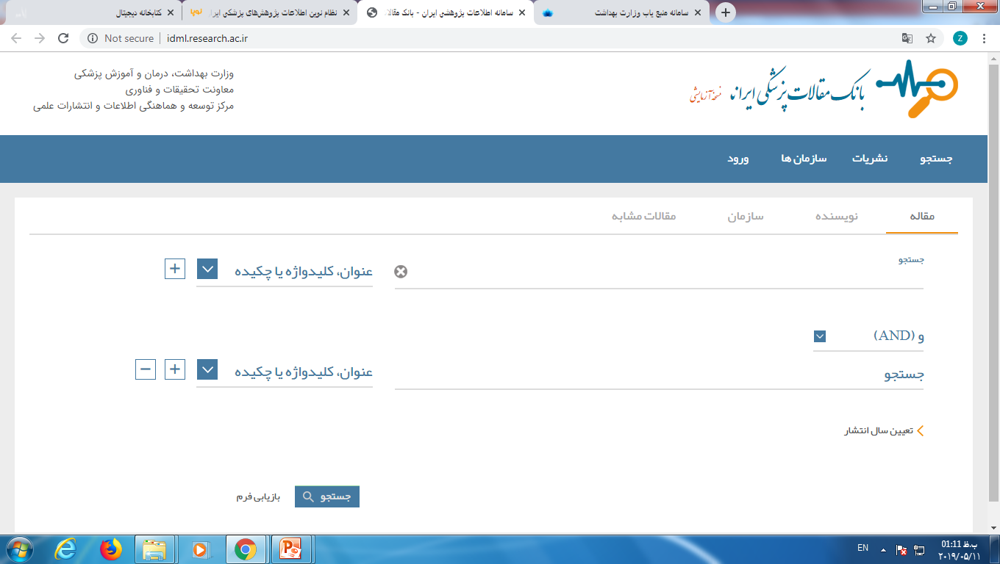 کتابخانه دیجیتال
نظام نوین اطلاعات پژوهش‌های پزشکی ایران
نوپا
سامانه اطلاعات پژوهشی ایران - بانک مقالات
سامانه منبع یاب وزارت بهداشت
Not secure
idml.research.ac.ir
Z
بانک مقالات پزشکی ایران نسخه آزمایشی
وزارت بهداشت، درمان و آموزش پزشکی
معاونت تحقیقات و فناوری
مرکز توسعه و هماهنگی اطلاعات و انتشارات علمی
جستجو نشریات سازمان ها ورود
مقاله نویسنده سازمان مقالات مشابه
جستجو
عنوان، کلیدواژه یا چکیده
و (AND)
جستجو عنوان، کلیدواژه یا چکیده
تعیین سال انتشار
جستجو بازیابی فرم
EN
01:11 ب.ظ
۲۰۱۹/۰۵/۱۱